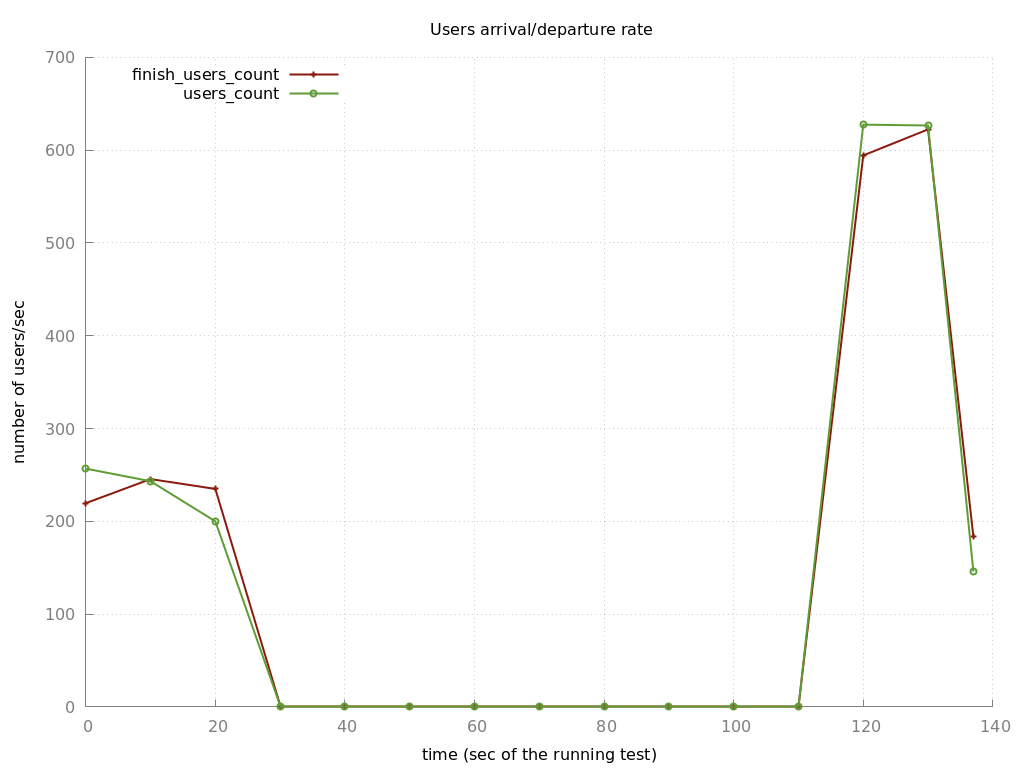 Users arrival/departure rate
700
600
500
400
300
200
100
0
finish_users_count
users_count
number of users/sec
0 20 40 60 80 100 120 140
time (sec of the running test)